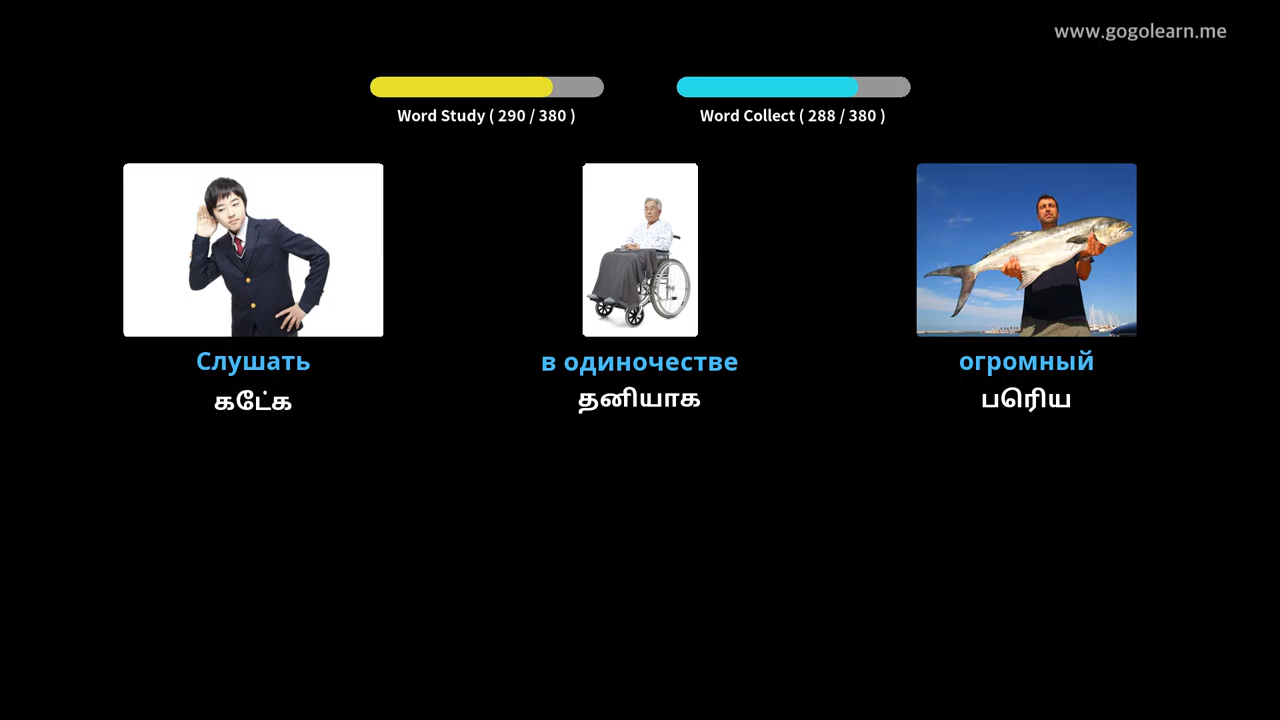 www.gogolearn.me
Word Study ( 290 / 380 )
Word Collect ( 288 / 380 )
Слушать
கேட்க
в одиночестве
தனியாக
огромный
பெரிய